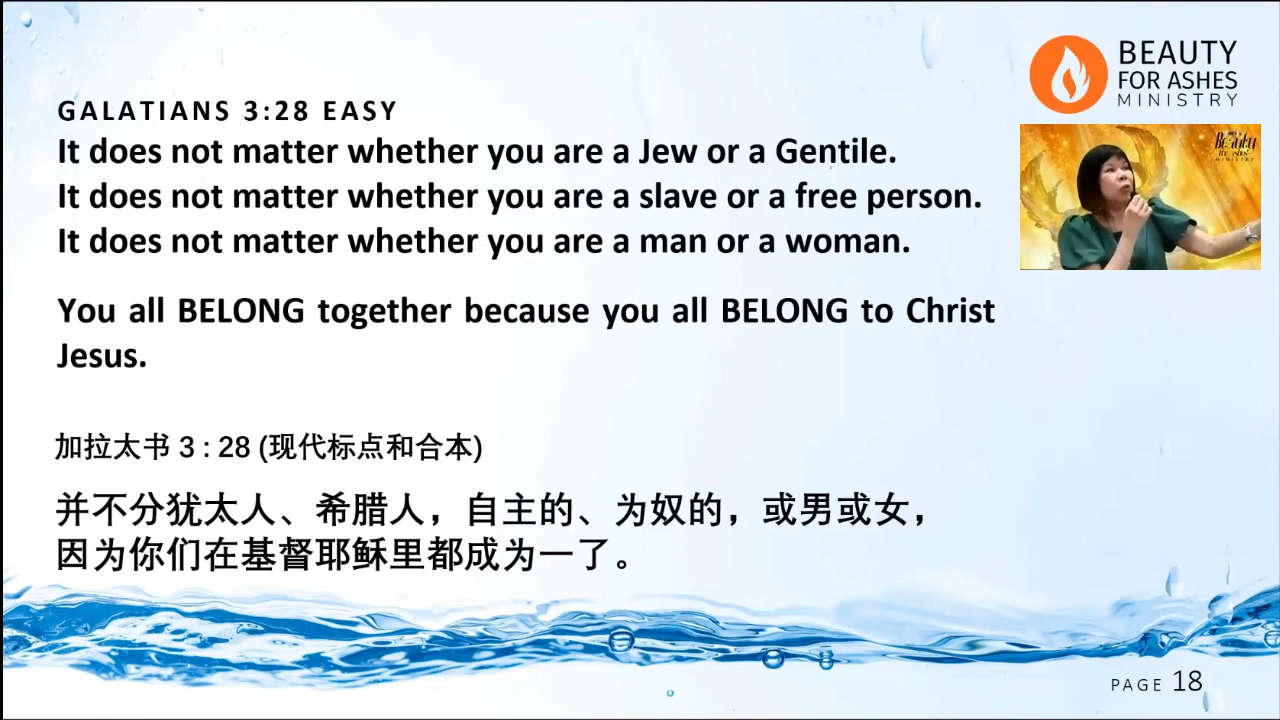 BEAUTY
FOR ASHES
MINISTRY
GALATIANS 3:28 EASY
It does not matter whether you are a Jew or a Gentile.
It does not matter whether you are a slave or a free person.
It does not matter whether you are a man or a woman.
You all BELONG together because you all BELONG to Christ
Jesus.
加拉太书 3 : 28 (现代标点和合本)
并不分犹太人、希腊人，自主的、为奴的，或男或女，
因为你们在基督耶稣里都成为一了。
PAGE 18